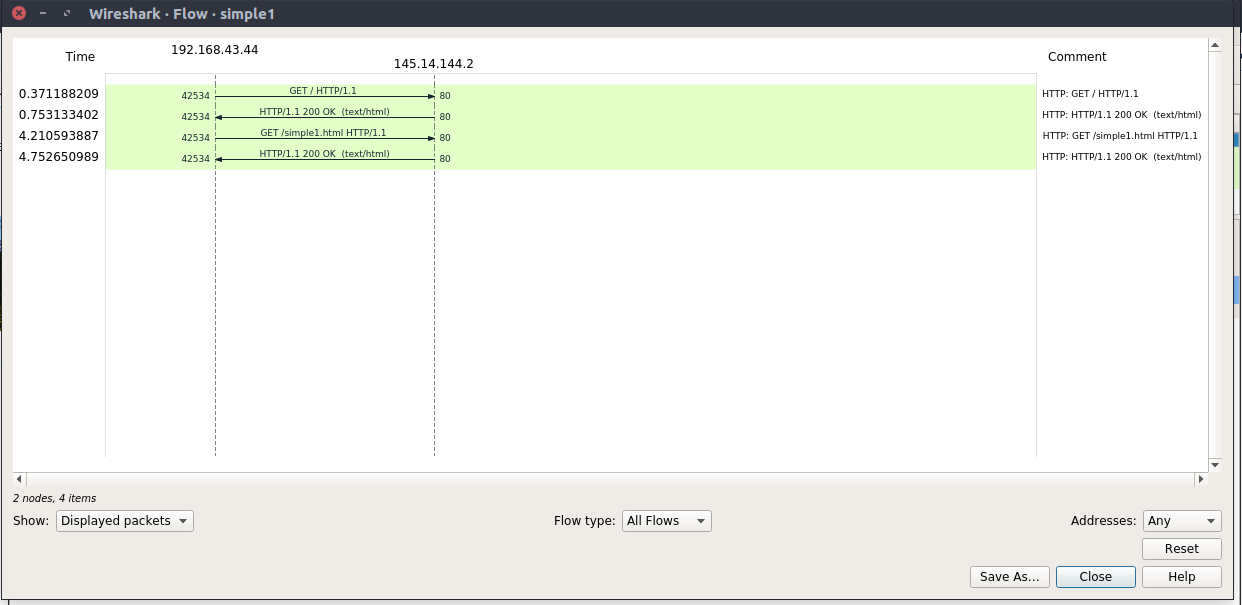 Wireshark · Flow · simple1
192.168.43.44
Time
145.14.144.2
Comment
0.371188209 42534 GET / HTTP/1.1 80 HTTP: GET / HTTP/1.1
0.753133402 42534 HTTP/1.1 200 OK (text/html) 80 HTTP: HTTP/1.1 200 OK (text/html)
4.210593887 42534 GET /simple1.html HTTP/1.1 80 HTTP: GET /simple1.html HTTP/1.1
4.752650989 42534 HTTP/1.1 200 OK (text/html) 80 HTTP: HTTP/1.1 200 OK (text/html)
2 nodes, 4 items
Show: Displayed packets Flow type: All Flows Addresses: Any
Reset
Save As... Close Help